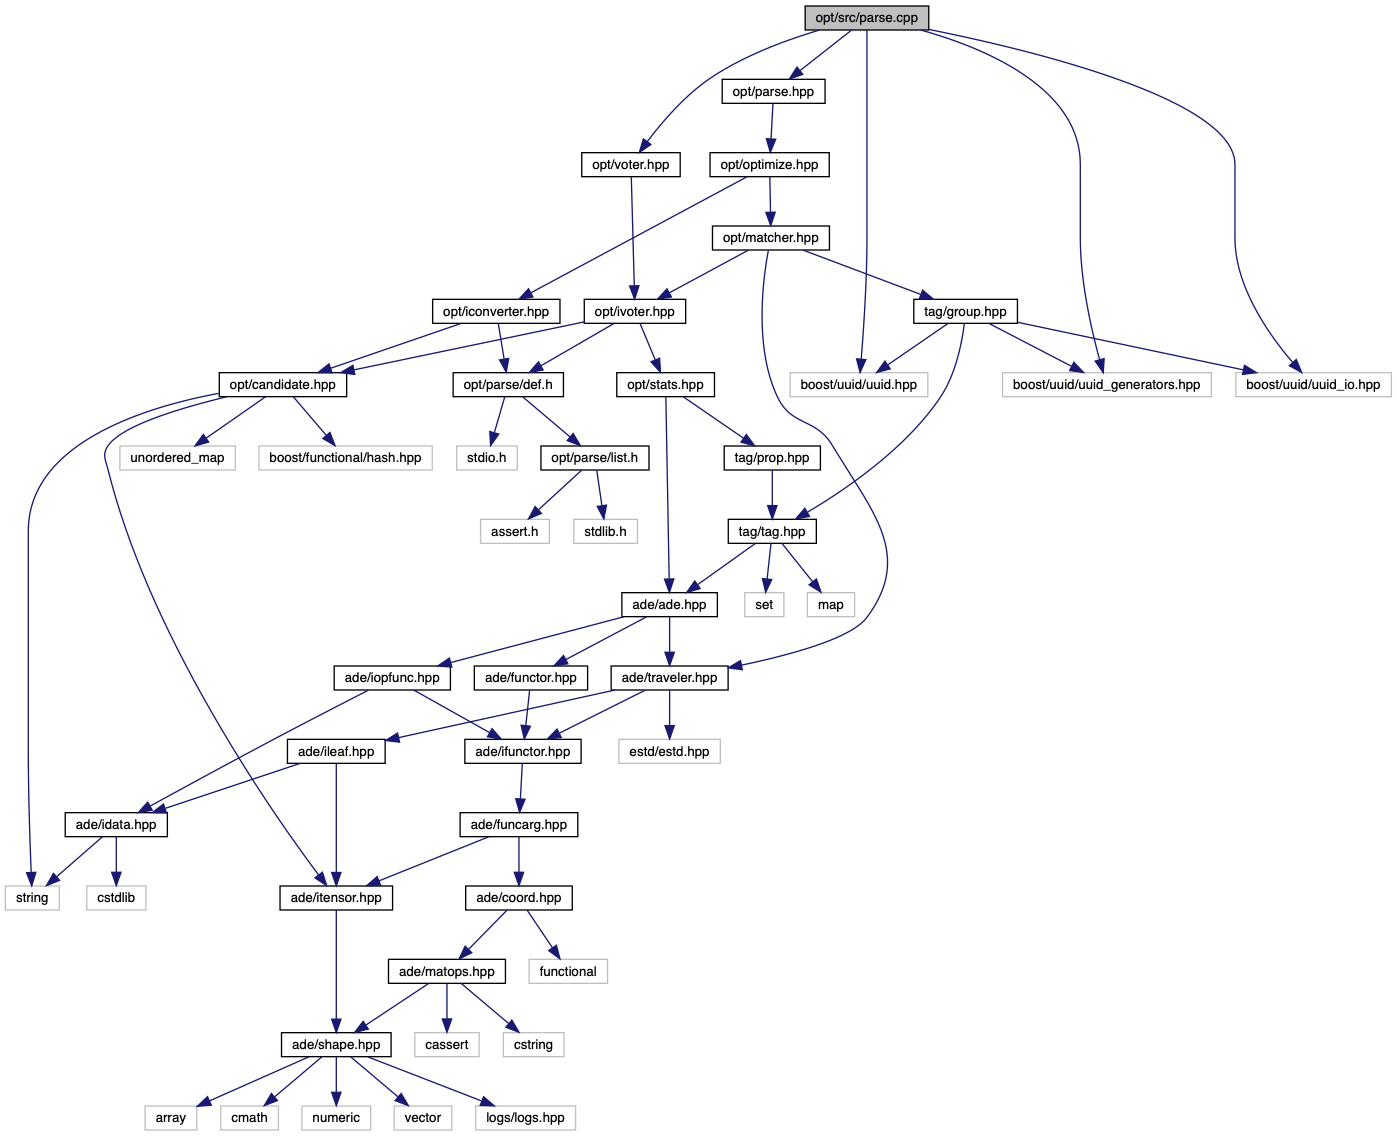 opt/src/parse.cpp
opt/parse.hpp
opt/voter.hpp
opt/optimize.hpp
opt/matcher.hpp
opt/iconverter.hpp
opt/ivoter.hpp
tag/group.hpp
opt/candidate.hpp
opt/parse/def.h
opt/stats.hpp
boost/uuid/uuid.hpp
boost/uuid/uuid_generators.hpp
boost/uuid/uuid_io.hpp
unordered_map
boost/functional/hash.hpp
stdio.h
opt/parse/list.h
tag/prop.hpp
assert.h
stdlib.h
tag/tag.hpp
ade/ade.hpp
set
map
ade/iopfunc.hpp
ade/functor.hpp
ade/traveler.hpp
ade/ileaf.hpp
ade/ifunctor.hpp
estd/estd.hpp
ade/idata.hpp
ade/funcarg.hpp
string
cstdlib
ade/itensor.hpp
ade/coord.hpp
ade/matops.hpp
functional
ade/shape.hpp
cassert
cstring
array
cmath
numeric
vector
logs/logs.hpp